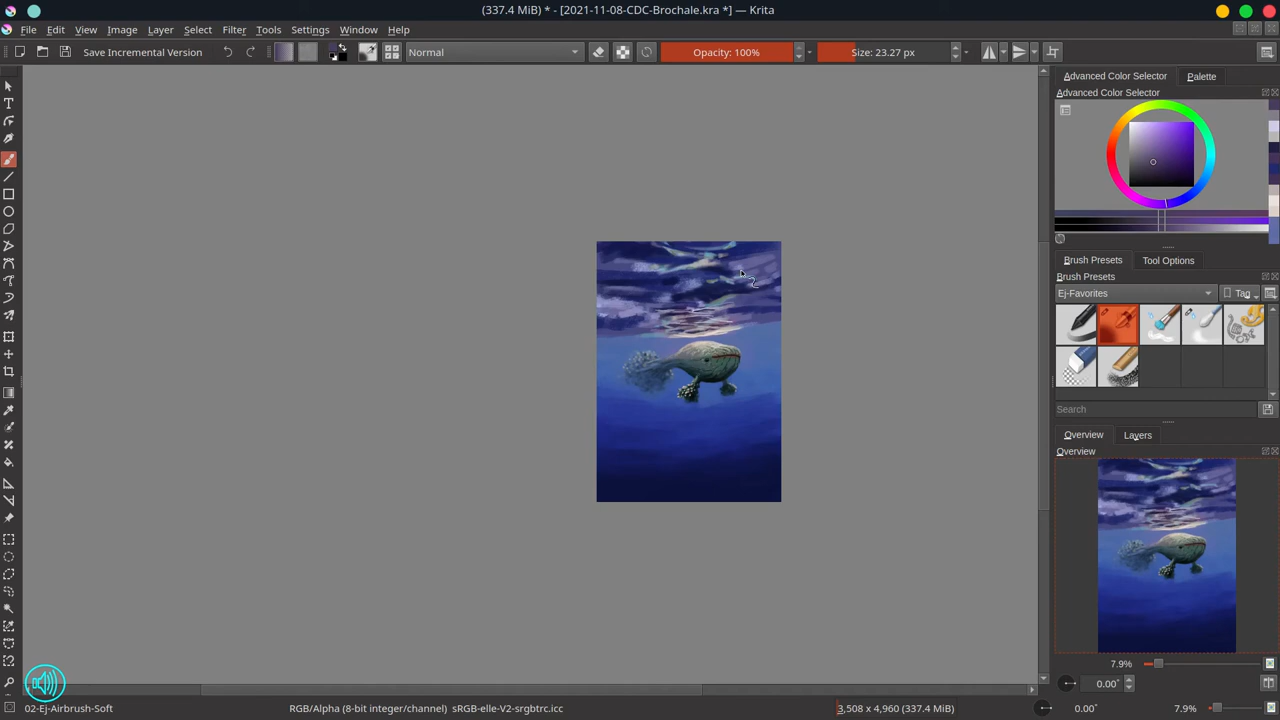 (337.4 MiB) * - [2021-11-08-CDC-Brochale.kra *] — Krita
File Edit View Image Layer Select Filter Tools Settings Window Help
Save Incremental Version Normal Opacity: 100% Size: 23.27 px
Advanced Color Selector Palette
Advanced Color Selector
Brush Presets Tool Options
Brush Presets
Ej-Favorites Tag
Search
Overview Layers
Overview
7.9%
0.00°
02-Ej-Airbrush-Soft RGB/Alpha (8-bit integer/channel) sRGB-elle-V2-srgbtrc.icc 3,508 x 4,960 (337.4 MiB) 0.00° 7.9%